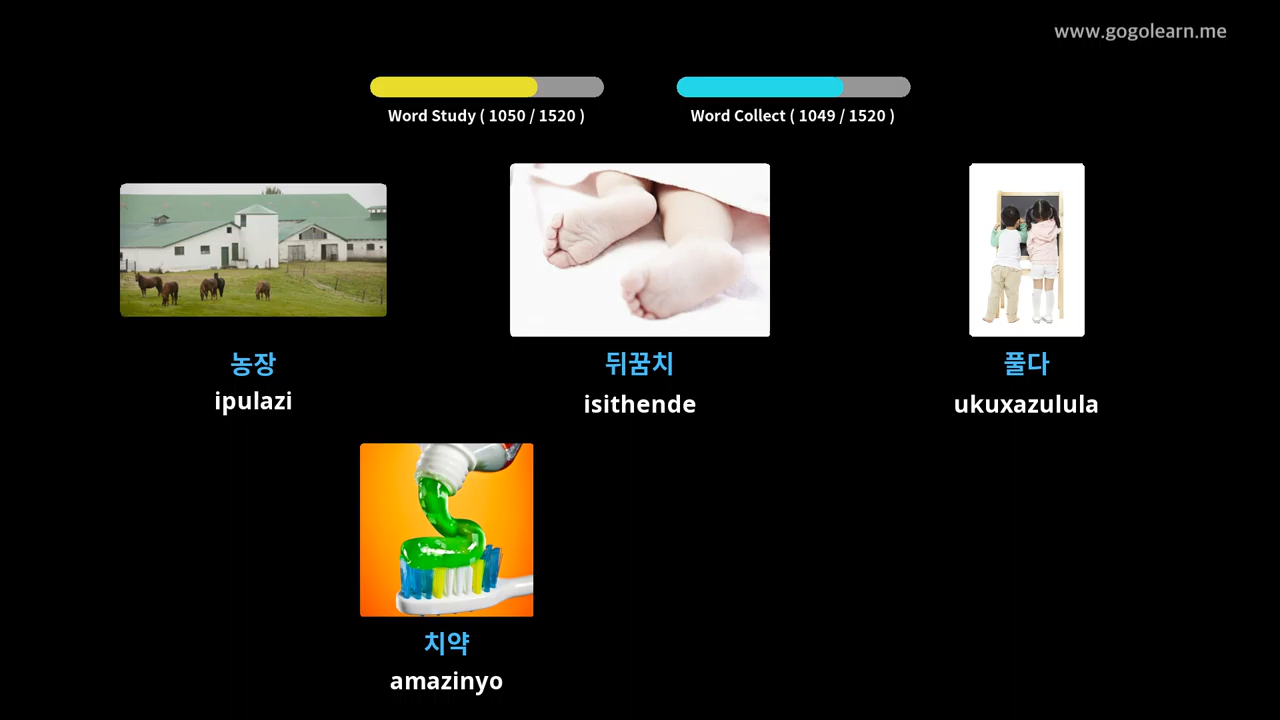 www.gogolearn.me
Word Study ( 1050 / 1520 )
Word Collect ( 1049 / 1520 )
농장
ipulazi
뒤꿈치
isithende
풀다
ukuxazulula
치약
amazinyo